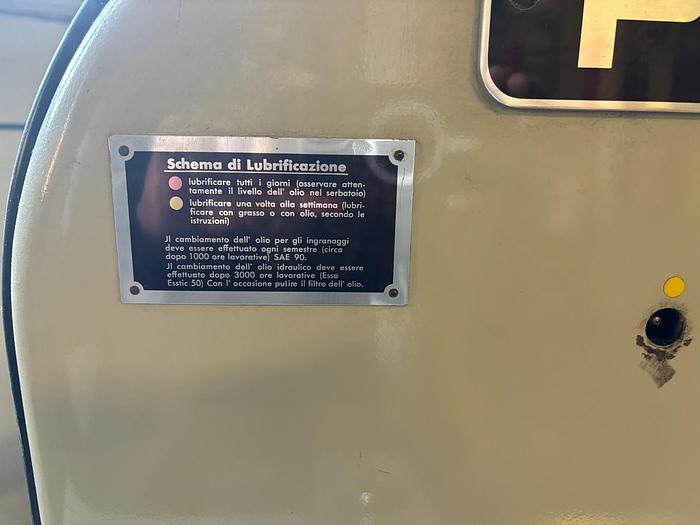 P
Schema di Lubrificazione
lubrificare tutti i giorni (osservare atten-
tamente il livello dell' olio nel serbatoio)
lubrificare una volta alla settimana (lubri-
ficare con grasso o con olio, secondo le
istruzioni)
Jl cambiamento dell' olio per gli ingranaggi
deve essere effettuato ogni semestre (circa
dopo 1000 ore lavorative) SAE 90.
Jl cambiamento dell' olio idraulico deve essere
effettuato dopo 3000 ore lavorative (Esso
Esstic 50) Con l' occasione pulire il filtro dell' olio.